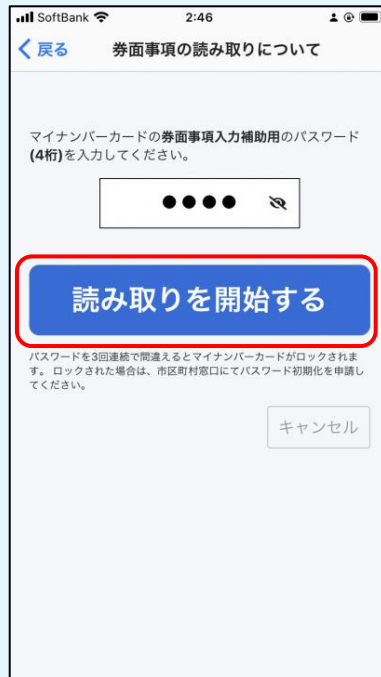 SoftBank 2:46
戻る 券面事項の読み取りについて
マイナンバーカードの券面事項入力補助用のパスワード
(4桁)を入力してください。
●●●●
読み取りを開始する
パスワードを3回連続で間違えるとマイナンバーカードがロックされま
す。 ロックされた場合は、市区町村窓口にてパスワード初期化を申請し
てください。
キャンセル